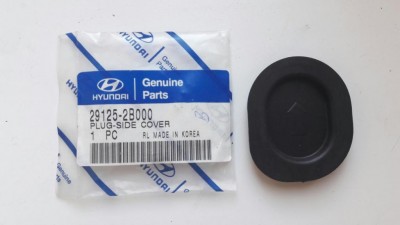 HYUNDAI
Genuine
Parts
29125-2B000
PLUG-SIDE COVER
1 PC RL MADE IN KOREA